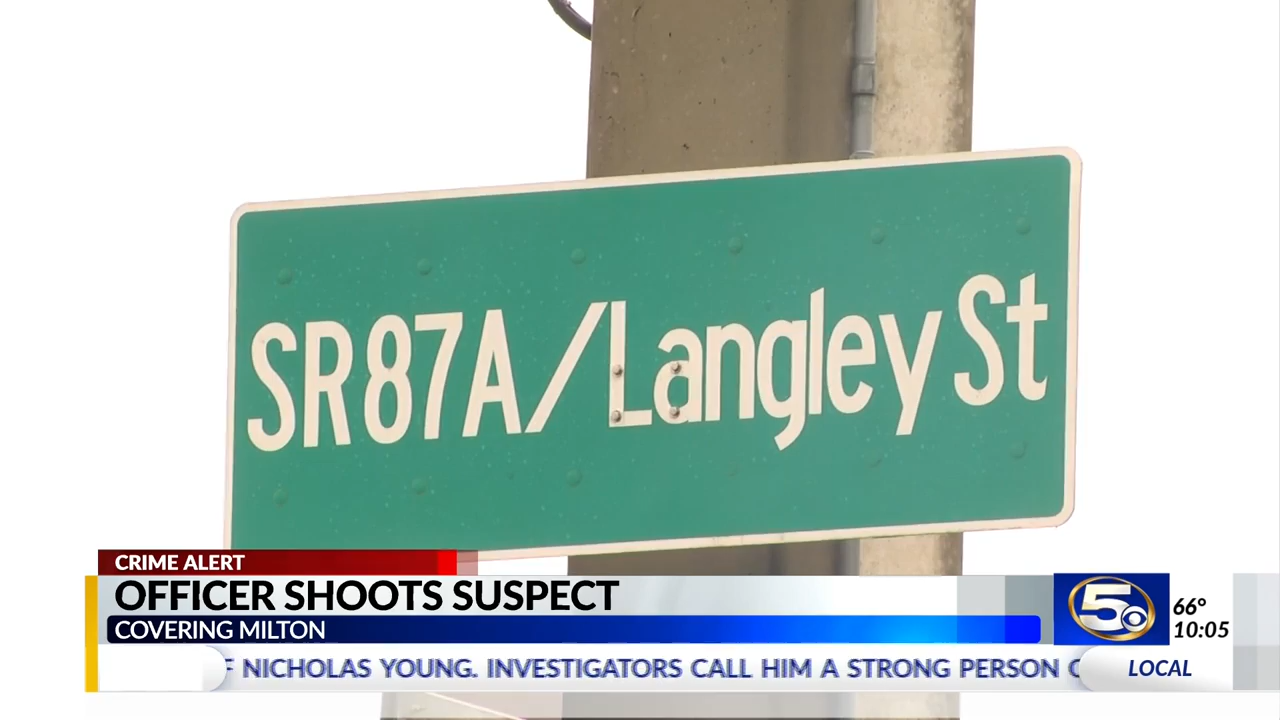 SR87A/Langley St
CRIME ALERT
OFFICER SHOOTS SUSPECT
COVERING MILTON
5
66°
10:05
NICHOLAS YOUNG. INVESTIGATORS CALL HIM A STRONG PERSON
LOCAL